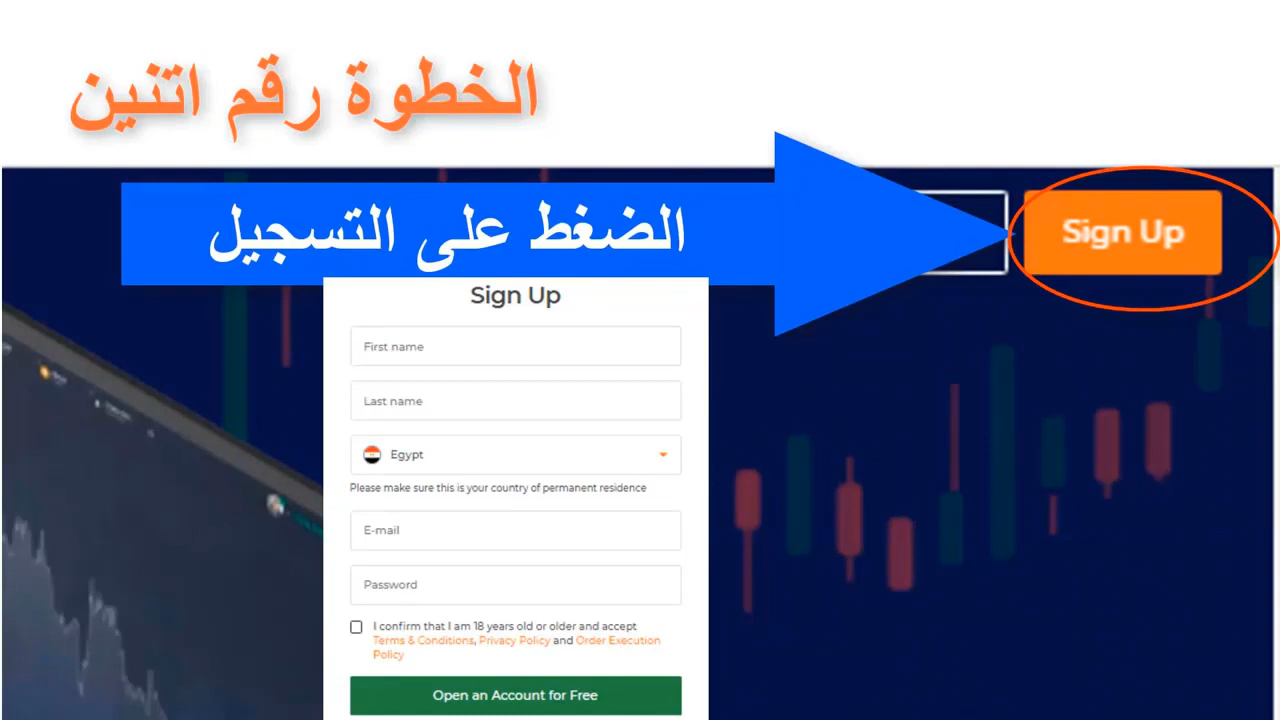 الخطوة رقم اتنين
الضغط على التسجيل
Sign Up
Sign Up
First name
Last name
Egypt
Please make sure this is your country of permanent residence
E-mail
Password
I confirm that I am 18 years old or older and accept
Terms & Conditions, Privacy Policy and Order Execution
Policy
Open an Account for Free